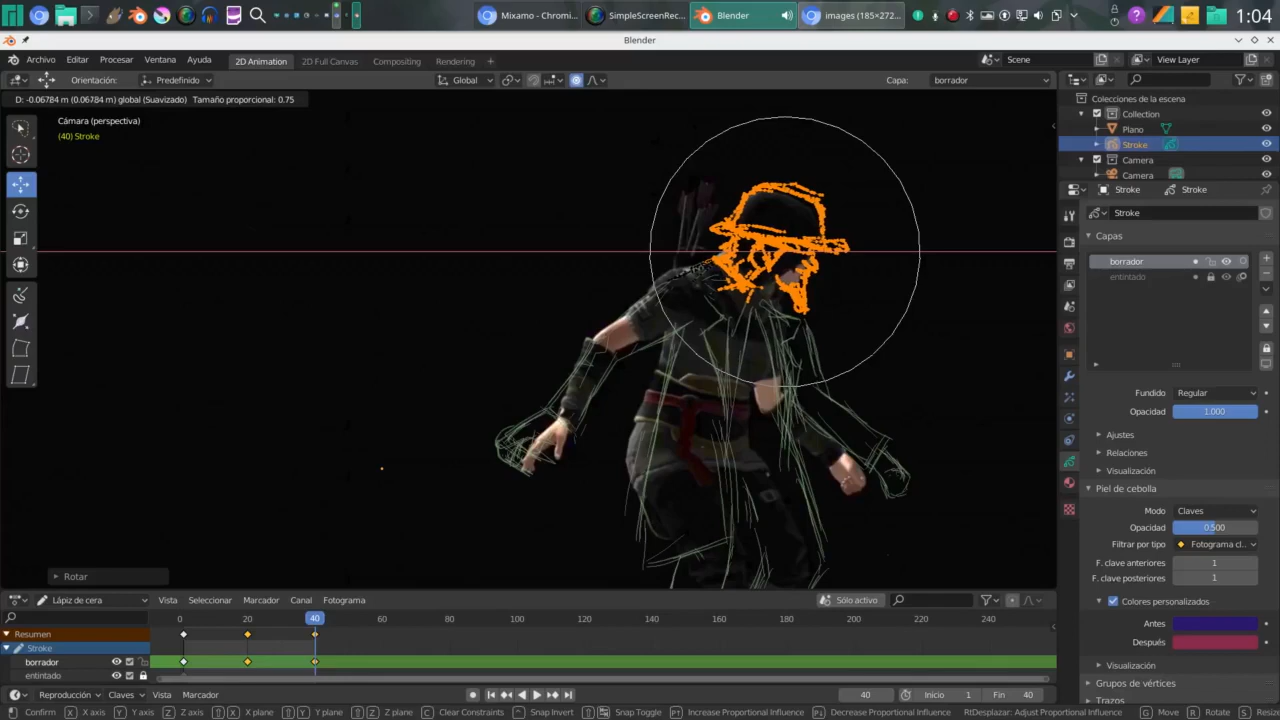 Mixamo - Chromi...
SimpleScreenRec...
Blender
images (185×272...
1:04
Blender
Archivo Editar Procesar Ventana Ayuda
2D Animation 2D Full Canvas Compositing Rendering +
Scene
View Layer
Orientación: Predefinido
Global
Capa: borrador
D: -0.06784 m (0.06784 m) global (Suavizado) Tamaño proporcional: 0.75
Cámara (perspectiva)
(40) Stroke
Colecciones de la escena
Collection
Plano
Stroke
Camera
Camera
Stroke Stroke
Stroke
Capas
borrador
entintado
Fundido Regular
Opacidad 1.000
Ajustes
Relaciones
Visualización
Piel de cebolla
Modo Claves
Opacidad 0.500
Filtrar por tipo Fotograma cl...
F. clave anteriores 1
F. clave posteriores 1
Colores personalizados
Antes
Después
Visualización
Grupos de vértices
Trazos
Rotar
Lápiz de cera Vista Seleccionar Marcador Canal Fotograma Sólo activo
0 20 40 60 80 100 120 140 160 180 200 220 240
Resumen
Stroke
borrador
entintado
Reproducción Claves Vista Marcador 40 Inicio 1 Fin 40
Confirm X X axis Y Y axis Z Z axis X X plane Y Y plane Z Z plane C Clear Constraints Snap Invert Snap Toggle Increase Proportional Influence Decrease Proportional Influence RtDesplazar: Adjust Proportional Influence G Move R Rotate S Resiz